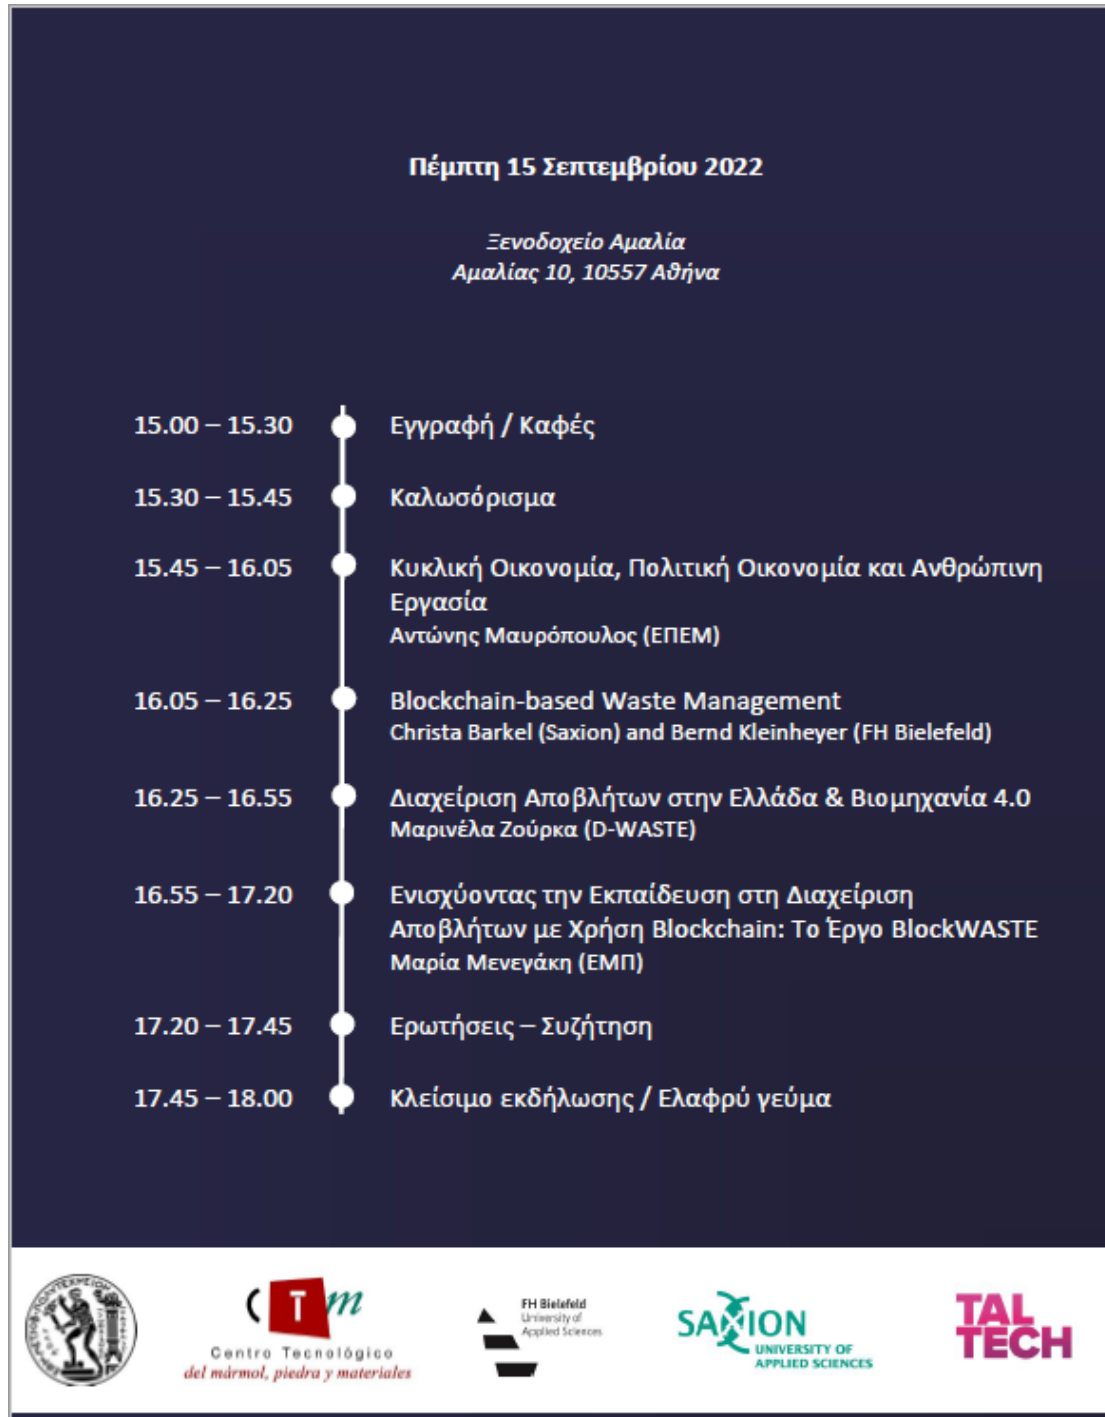 Πέμπτη 15 Σεπτεμβρίου 2022
Ξενοδοχείο Αμαλία
Αμαλίας 10, 10557 Αθήνα
15.00 – 15.30 Εγγραφή / Καφές
15.30 – 15.45 Καλωσόρισμα
15.45 – 16.05 Κυκλική Οικονομία, Πολιτική Οικονομία και Ανθρώπινη
Εργασία
Αντώνης Μαυρόπουλος (ΕΠΕΜ)
16.05 – 16.25 Blockchain-based Waste Management
Christa Barkel (Saxion) and Bernd Kleinheyer (FH Bielefeld)
16.25 – 16.55 Διαχείριση Αποβλήτων στην Ελλάδα & Βιομηχανία 4.0
Μαρινέλα Ζούρκα (D-WASTE)
16.55 – 17.20 Ενισχύοντας την Εκπαίδευση στη Διαχείριση
Αποβλήτων με Χρήση Blockchain: Το Έργο BlockWASTE
Μαρία Μενεγάκη (ΕΜΠ)
17.20 – 17.45 Ερωτήσεις – Συζήτηση
17.45 – 18.00 Κλείσιμο εκδήλωσης / Ελαφρύ γεύμα
CTm
Centro Tecnológico
del mármol, piedra y materiales
FH Bielefeld
University of
Applied Sciences
SAXION
UNIVERSITY OF
APPLIED SCIENCES
TAL
TECH